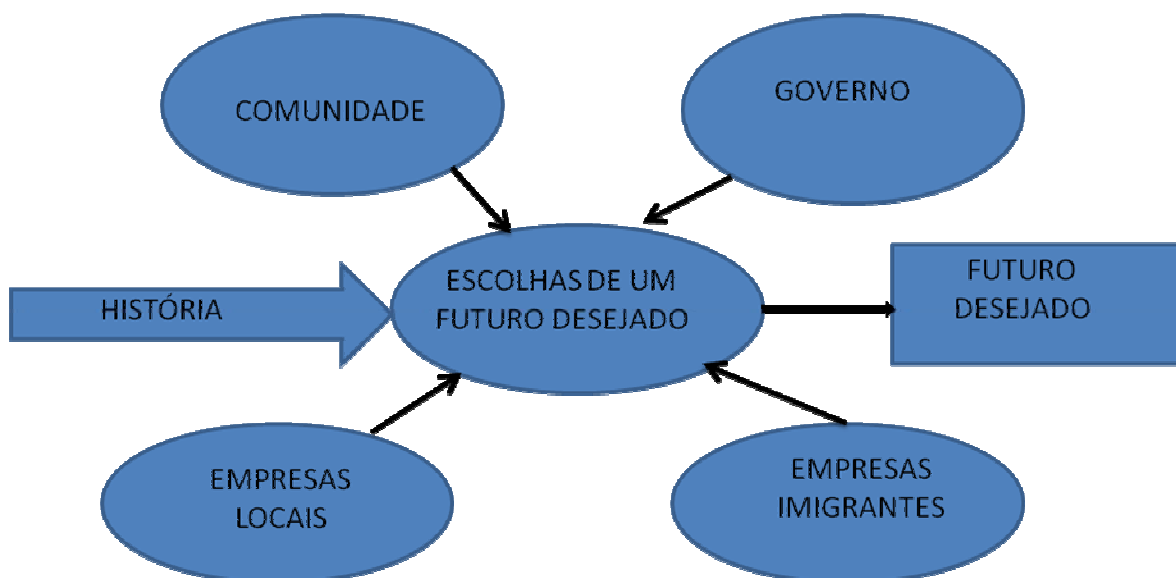 COMUNIDADE
GOVERNO
HISTÓRIA
ESCOLHAS DE UM
FUTURO DESEJADO
FUTURO
DESEJADO
EMPRESAS
LOCAIS
EMPRESAS
IMIGRANTES